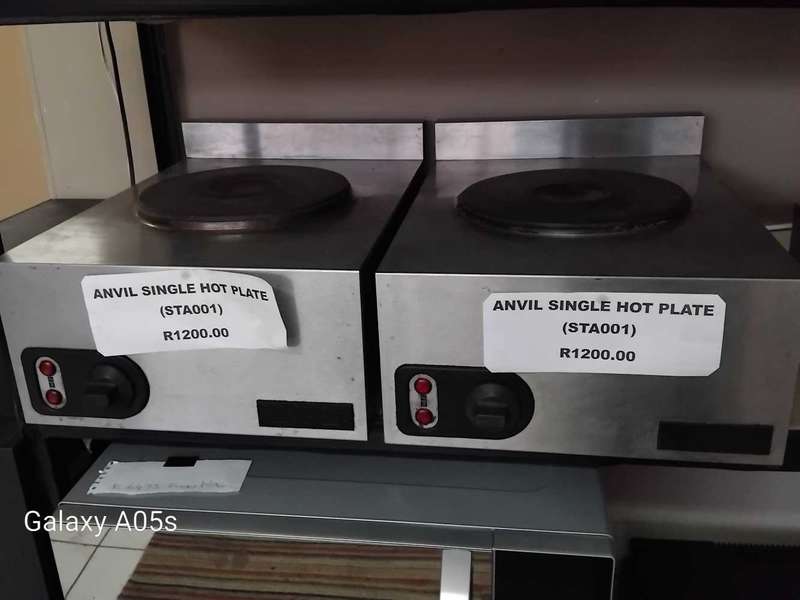 ANVIL SINGLE HOT PLATE
(STA001)
R1200.00
ANVIL SINGLE HOT PLATE
(STA001)
R1200.00
Galaxy A05s